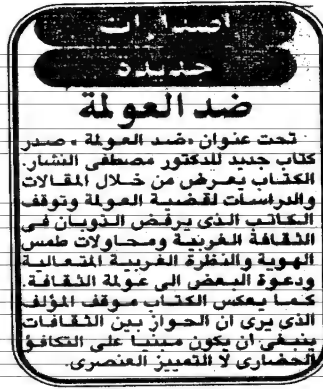 اصدارات
جديدة
ضد العولمة
تحت عنوان «ضد العولمة» صدر
كتاب جديد للدكتور مصطفى النشار.
الكتاب يعرض من خلال المقالات
والدراسات لقضية العولمة وتوقف
الكاتب الذى يرفض الذوبان فى
الثقافة الغربية ومحاولات طمس
الهوية والنظرة الغربية المتعالية
ودعوة البعض الى عولمة الثقافة.
كما يعكس الكتاب موقف المؤلف
الذى يرى ان الحوار بين الثقافات
ينبغى ان يكون مبنيا على التكافؤ
الحضارى لا التمييز العنصرى.